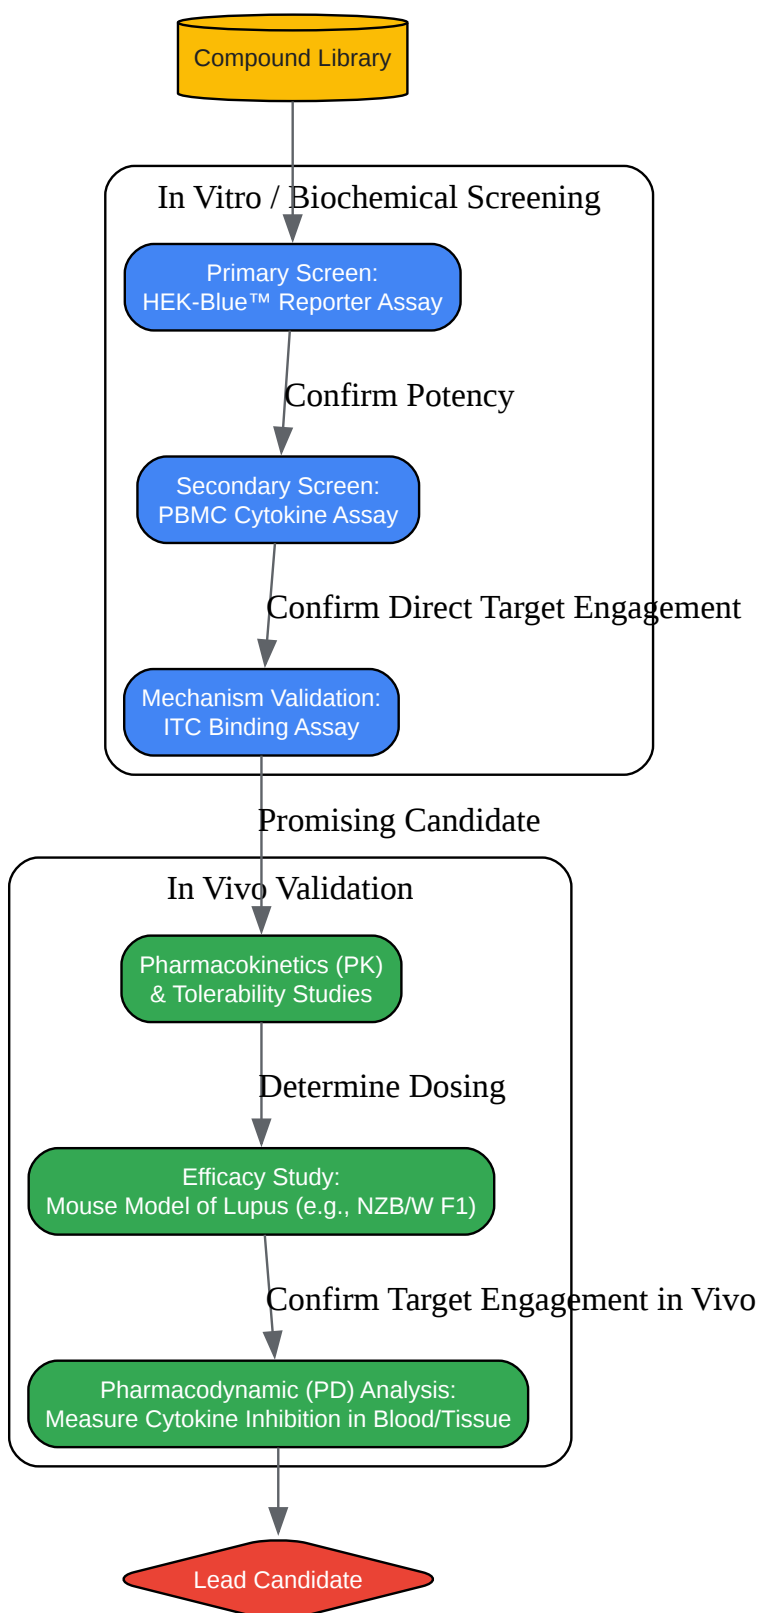 Compound Library
In Vitro / Biochemical Screening
Primary Screen:
HEK-Blue™ Reporter Assay
Confirm Potency
Secondary Screen:
PBMC Cytokine Assay
Confirm Direct Target Engagement
Mechanism Validation:
ITC Binding Assay
Promising Candidate
In Vivo Validation
Pharmacokinetics (PK)
& Tolerability Studies
Determine Dosing
Efficacy Study:
Mouse Model of Lupus (e.g., NZB/W F1)
Confirm Target Engagement in Vivo
Pharmacodynamic (PD) Analysis:
Measure Cytokine Inhibition in Blood/Tissue
Lead Candidate